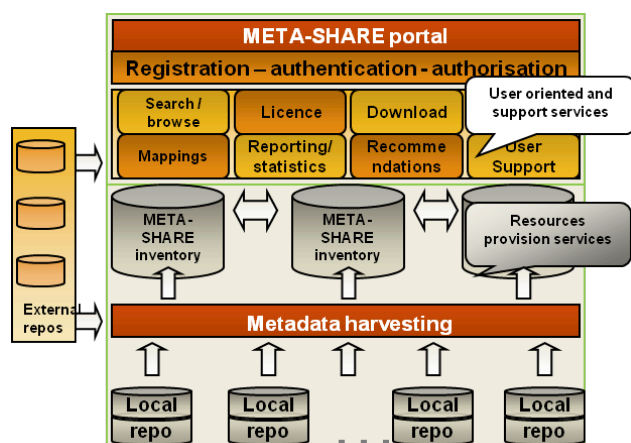 META-SHARE portal
Registration – authentication - authorisation
Search /
browse
Licence
Download
User oriented and
support services
Mappings
Reporting/
statistics
Recomme
ndations
User
Support
META-
SHARE
inventory
META-
SHARE
inventory
Resources
provision services
External
repos
Metadata harvesting
Local
repo
Local
repo
Local
repo
Local
repo